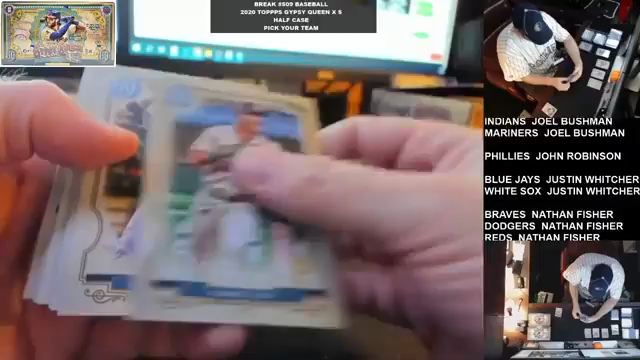 BREAK #509 BASEBALL
2020 TOPPPS GYPSY QUEEN X 5
HALF CASE
PICK YOUR TEAM
INDIANS JOEL BUSHMAN
MARINERS JOEL BUSHMAN
PHILLIES JOHN ROBINSON
BLUE JAYS JUSTIN WHITCHER
WHITE SOX JUSTIN WHITCHER
BRAVES NATHAN FISHER
DODGERS NATHAN FISHER
REDS NATHAN FISHER